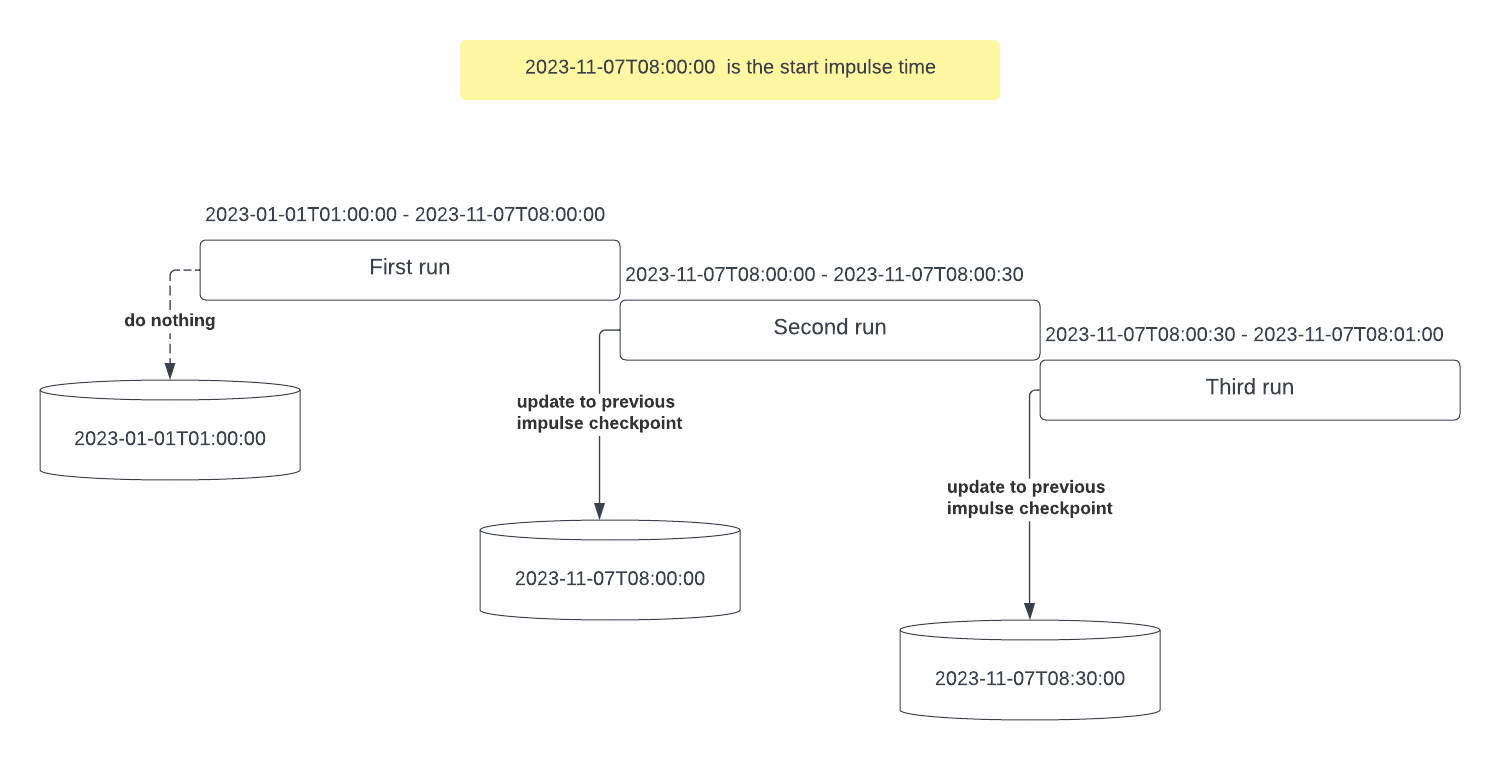 2023-11-07T08:00:00  is the start impulse time
2023-01-01T01:00:00 - 2023-11-07T08:00:00
First run
2023-11-07T08:00:00 - 2023-11-07T08:00:30
do nothing
Second run
2023-11-07T08:00:30 - 2023-11-07T08:01:00
Third run
update to previous
impulse checkpoint
2023-01-01T01:00:00
update to previous
impulse checkpoint
2023-11-07T08:00:00
2023-11-07T08:30:00